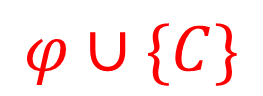 𝜑 ∪ {𝐶}